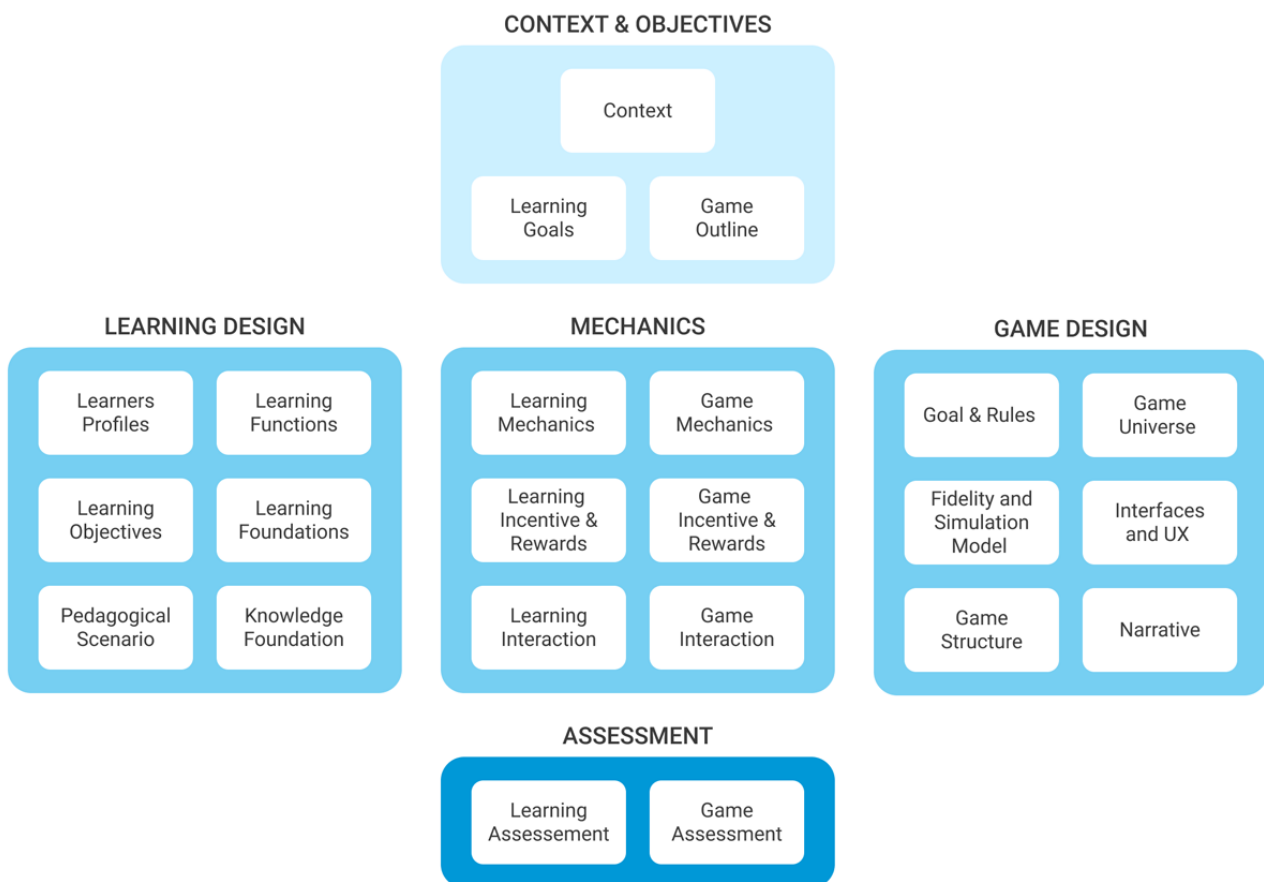 CONTEXT & OBJECTIVES
Context
Learning
Goals
Game
Outline
LEARNING DESIGN
Learners
Profiles
Learning
Functions
Learning
Objectives
Learning
Foundations
Pedagogical
Scenario
Knowledge
Foundation
MECHANICS
Learning
Mechanics
Game
Mechanics
Learning
Incentive &
Rewards
Game
Incentive &
Rewards
Learning
Interaction
Game
Interaction
GAME DESIGN
Goal & Rules
Game
Universe
Fidelity and
Simulation
Model
Interfaces
and UX
Game
Structure
Narrative
ASSESSMENT
Learning
Assessement
Game
Assessment